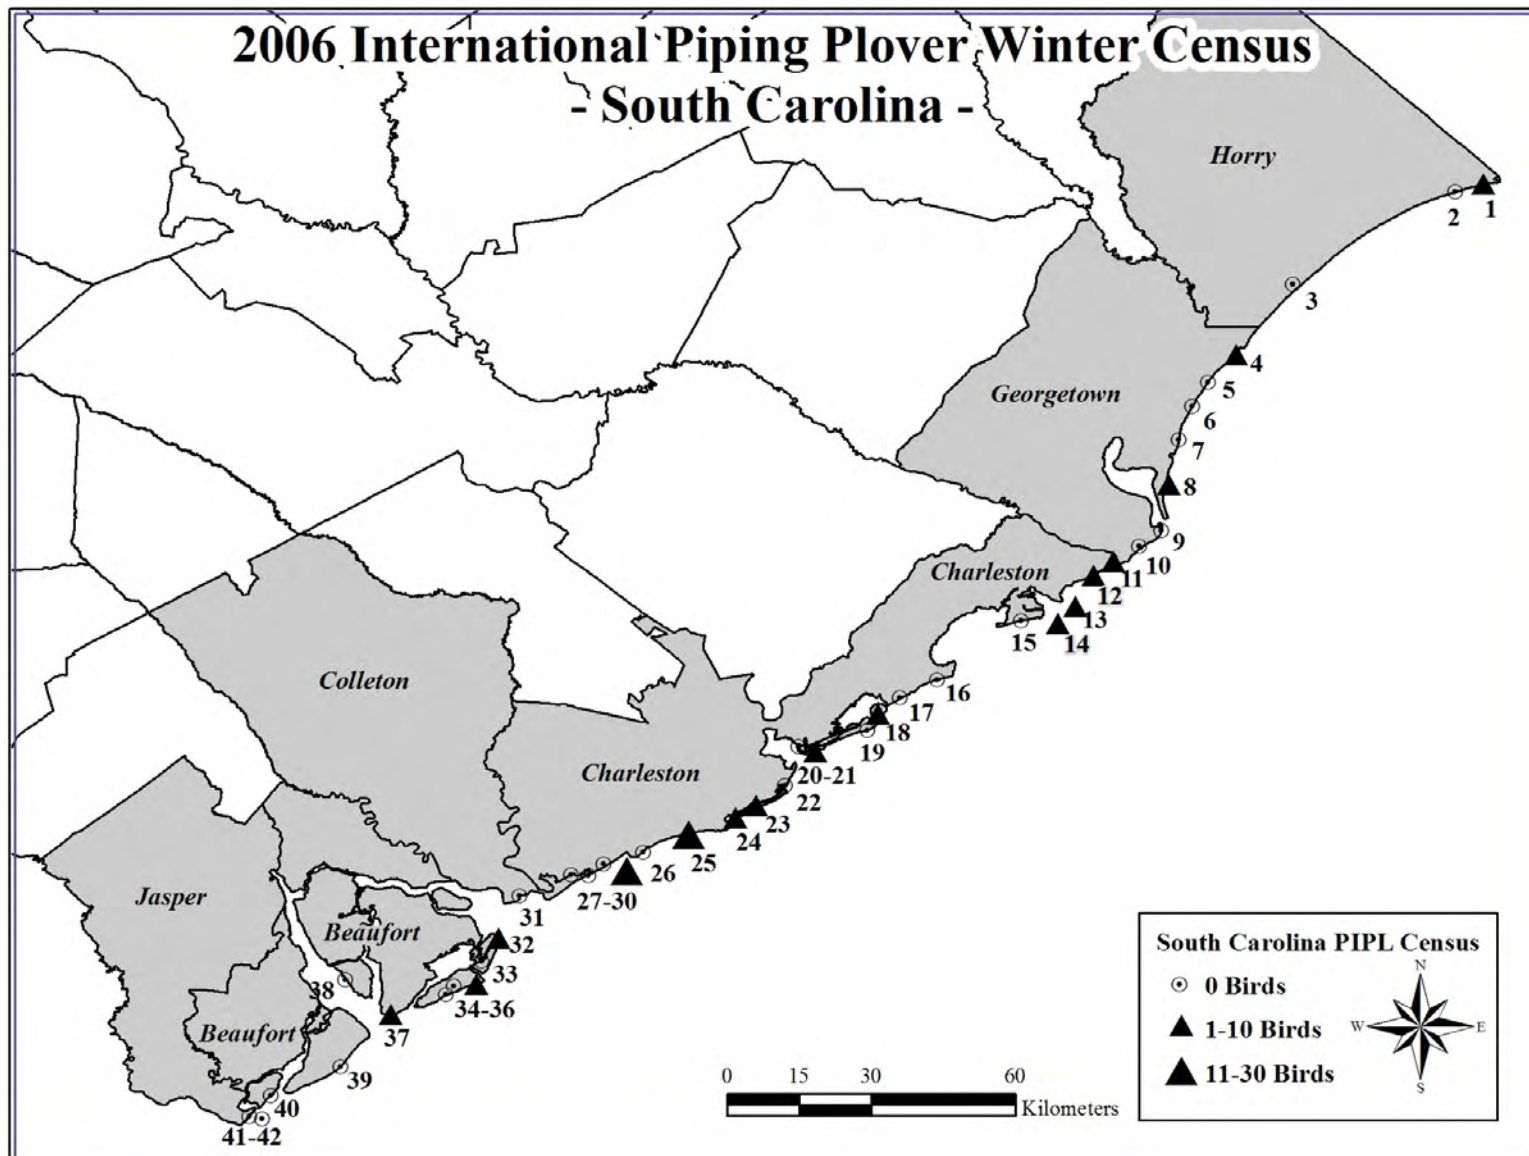 2006 International Piping Plover Winter Census
- South Carolina -
Horry
1
2
3
4
Georgetown
5
6
7
8
9
10
Charleston
11
12
13
14
15
16
17
18
19
20-21
22
Colleton
Charleston
23
24
25
26
27-30
31
Jasper
Beaufort
32
33
34-36
37
38
Beaufort
39
40
41-42
0 15 30 60
Kilometers
South Carolina PIPL Census
0 Birds
1-10 Birds
11-30 Birds
N
W E
S